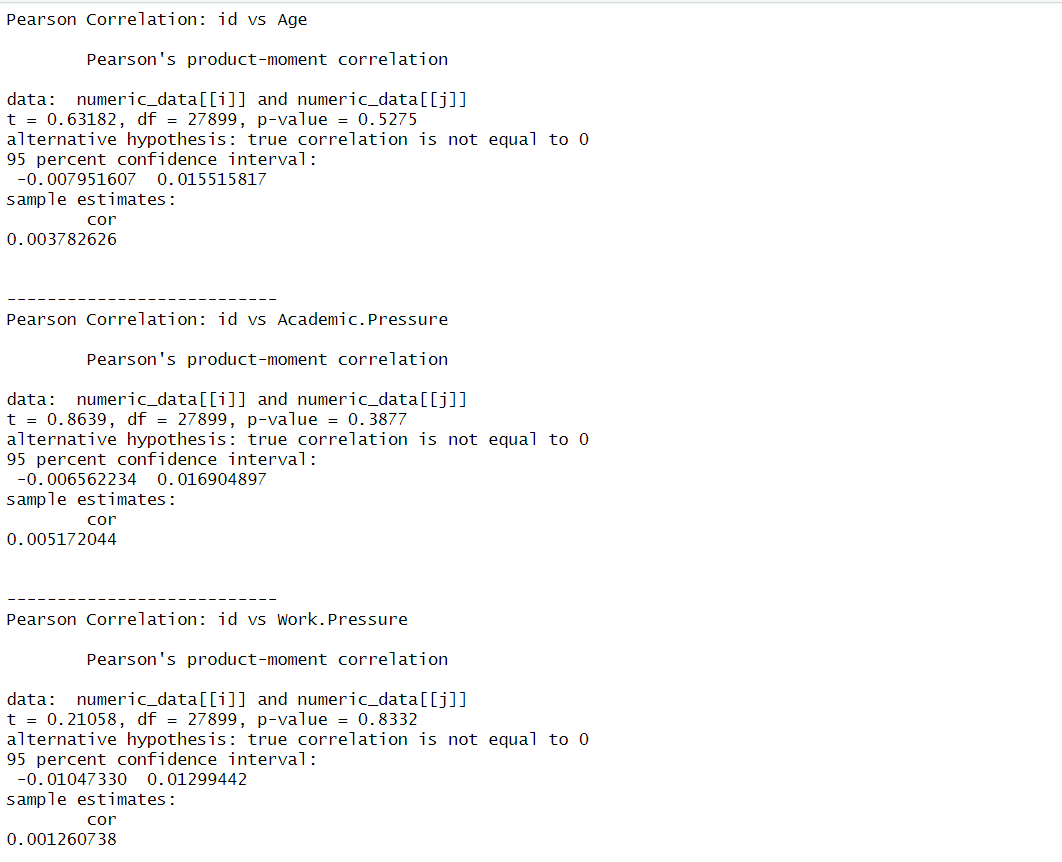 Pearson Correlation: id vs Age
Pearson's product-moment correlation
data:  numeric_data[[i]] and numeric_data[[j]]
t = 0.63182, df = 27899, p-value = 0.5275
alternative hypothesis: true correlation is not equal to 0
95 percent confidence interval:
-0.007951607  0.015515817
sample estimates:
cor
0.003782626
---------------------------
Pearson Correlation: id vs Academic.Pressure
Pearson's product-moment correlation
data:  numeric_data[[i]] and numeric_data[[j]]
t = 0.8639, df = 27899, p-value = 0.3877
alternative hypothesis: true correlation is not equal to 0
95 percent confidence interval:
-0.006562234  0.016904897
sample estimates:
cor
0.005172044
---------------------------
Pearson Correlation: id vs Work.Pressure
Pearson's product-moment correlation
data:  numeric_data[[i]] and numeric_data[[j]]
t = 0.21058, df = 27899, p-value = 0.8332
alternative hypothesis: true correlation is not equal to 0
95 percent confidence interval:
-0.01047330  0.01299442
sample estimates:
cor
0.001260738